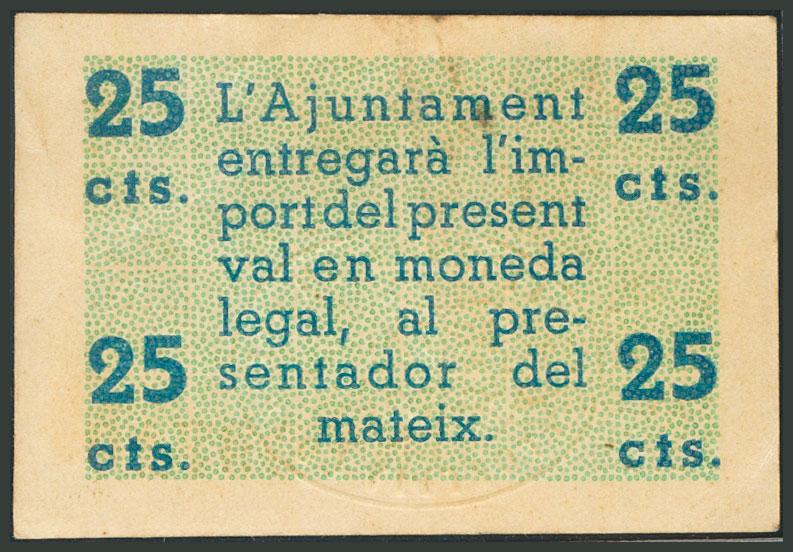 25 cts.
L'Ajuntament
entregarà l'im-
port del present
val en moneda
legal, al pre-
sentador del
mateix.
25 cts.
25 cts.
25 cts.